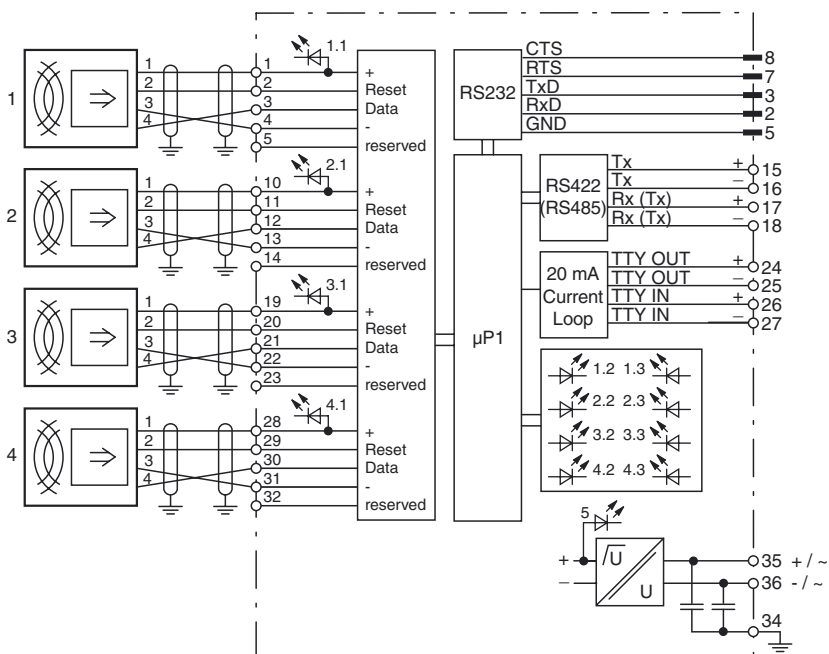 1
1
2
3
4
1
2
3
4
5
1.1
+
Reset
Data
-
reserved
2
1
2
3
4
10
11
12
13
14
2.1
+
Reset
Data
-
reserved
3
1
2
3
4
19
20
21
22
23
3.1
+
Reset
Data
-
reserved
4
1
2
3
4
28
29
30
31
32
4.1
+
Reset
Data
-
reserved
RS232
CTS 8
RTS 7
TxD 3
RxD 2
GND 5
µP1
RS422
(RS485)
Tx + 15
Tx – 16
Rx (Tx) + 17
Rx (Tx) – 18
20 mA
Current
Loop
TTY OUT + 24
TTY OUT – 25
TTY IN + 26
TTY IN – 27
1.2 1.3
2.2 2.3
3.2 3.3
4.2 4.3
5
+
–
√U
U
35 + / ~
36 - / ~
34